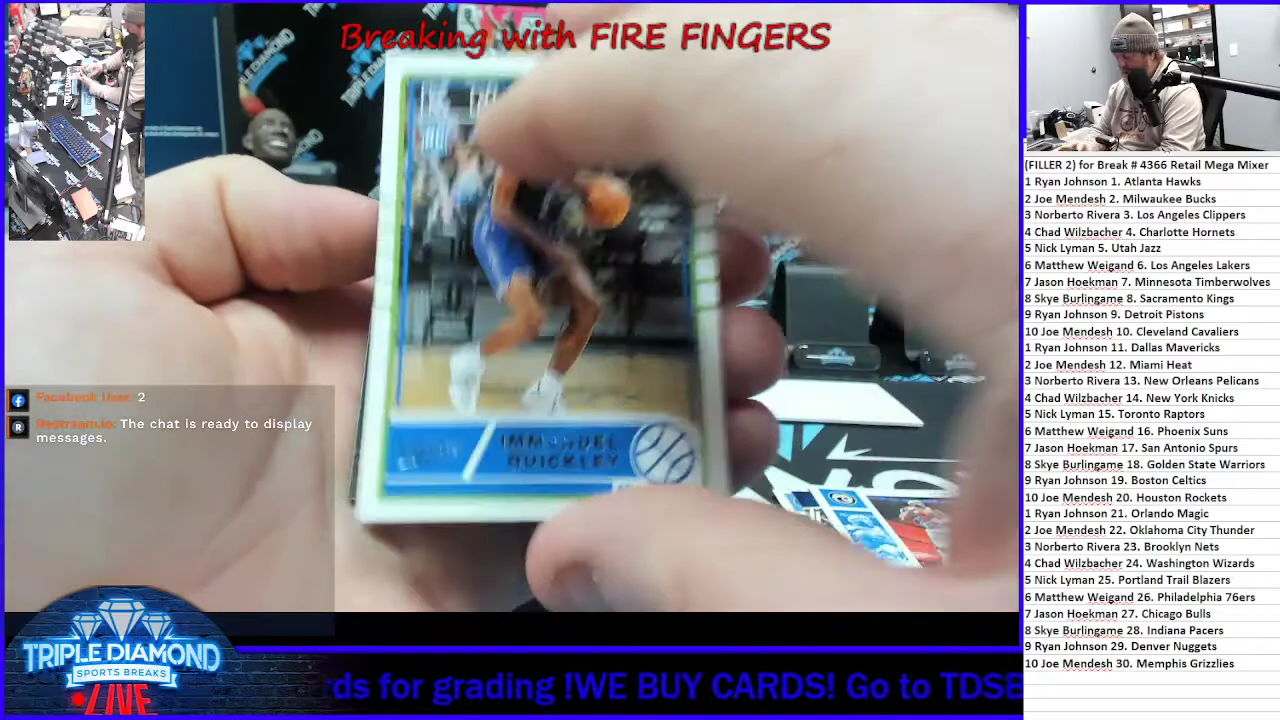 Breaking with FIRE FINGERS
TRIPLE DIAMOND
IMMANUEL
QUICKLEY
Facebook User: 2
Restream.io: The chat is ready to display
messages.
TRIPLE DIAMOND
SPORTS BREAKS
LIVE
ds for grading !WE BUY CARDS! Go to TDSB
(FILLER 2) for Break # 4366 Retail Mega Mixer
1 Ryan Johnson 1. Atlanta Hawks
2 Joe Mendesh 2. Milwaukee Bucks
3 Norberto Rivera 3. Los Angeles Clippers
4 Chad Wilzbacher 4. Charlotte Hornets
5 Nick Lyman 5. Utah Jazz
6 Matthew Weigand 6. Los Angeles Lakers
7 Jason Hoekman 7. Minnesota Timberwolves
8 Skye Burlingame 8. Sacramento Kings
9 Ryan Johnson 9. Detroit Pistons
10 Joe Mendesh 10. Cleveland Cavaliers
1 Ryan Johnson 11. Dallas Mavericks
2 Joe Mendesh 12. Miami Heat
3 Norberto Rivera 13. New Orleans Pelicans
4 Chad Wilzbacher 14. New York Knicks
5 Nick Lyman 15. Toronto Raptors
6 Matthew Weigand 16. Phoenix Suns
7 Jason Hoekman 17. San Antonio Spurs
8 Skye Burlingame 18. Golden State Warriors
9 Ryan Johnson 19. Boston Celtics
10 Joe Mendesh 20. Houston Rockets
1 Ryan Johnson 21. Orlando Magic
2 Joe Mendesh 22. Oklahoma City Thunder
3 Norberto Rivera 23. Brooklyn Nets
4 Chad Wilzbacher 24. Washington Wizards
5 Nick Lyman 25. Portland Trail Blazers
6 Matthew Weigand 26. Philadelphia 76ers
7 Jason Hoekman 27. Chicago Bulls
8 Skye Burlingame 28. Indiana Pacers
9 Ryan Johnson 29. Denver Nuggets
10 Joe Mendesh 30. Memphis Grizzlies